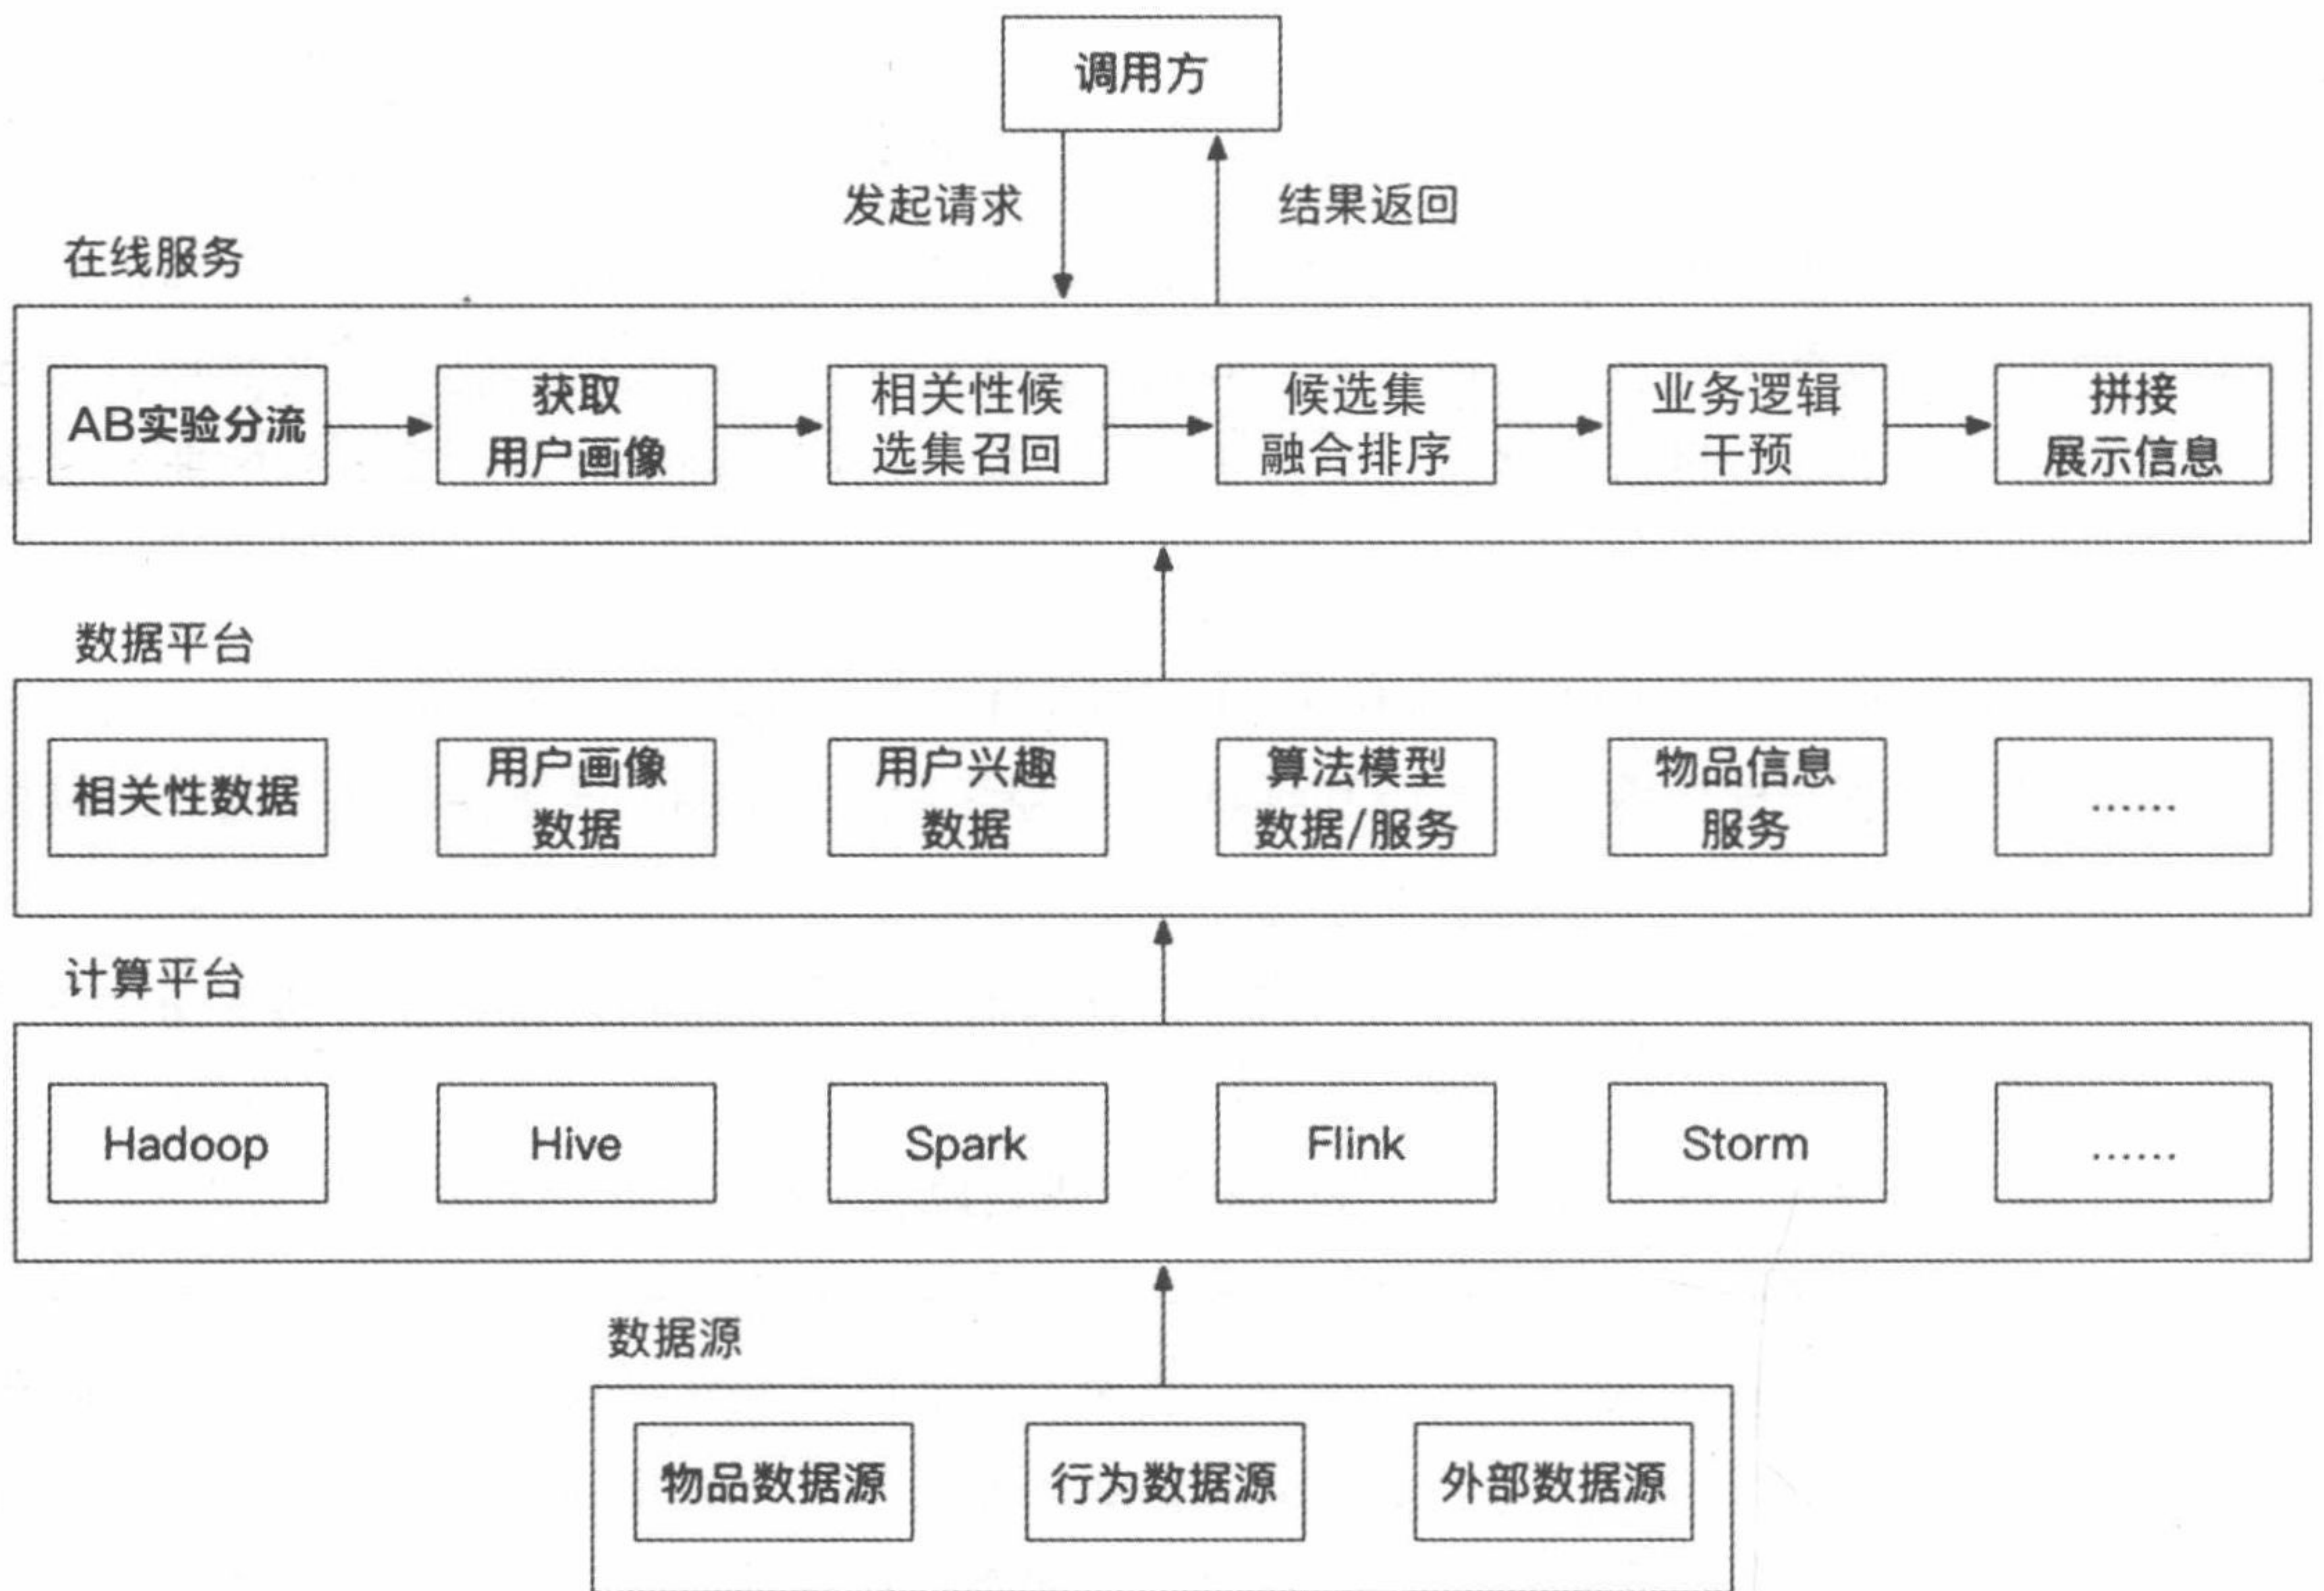 调用方
发起请求
结果返回
在线服务
AB实验分流
获取
用户画像
相关性候
选集召回
候选集
融合排序
业务逻辑
干预
拼接
展示信息
数据平台
相关性数据
用户画像
数据
用户兴趣
数据
算法模型
数据/服务
物品信息
服务
……
计算平台
Hadoop
Hive
Spark
Flink
Storm
……
数据源
物品数据源
行为数据源
外部数据源